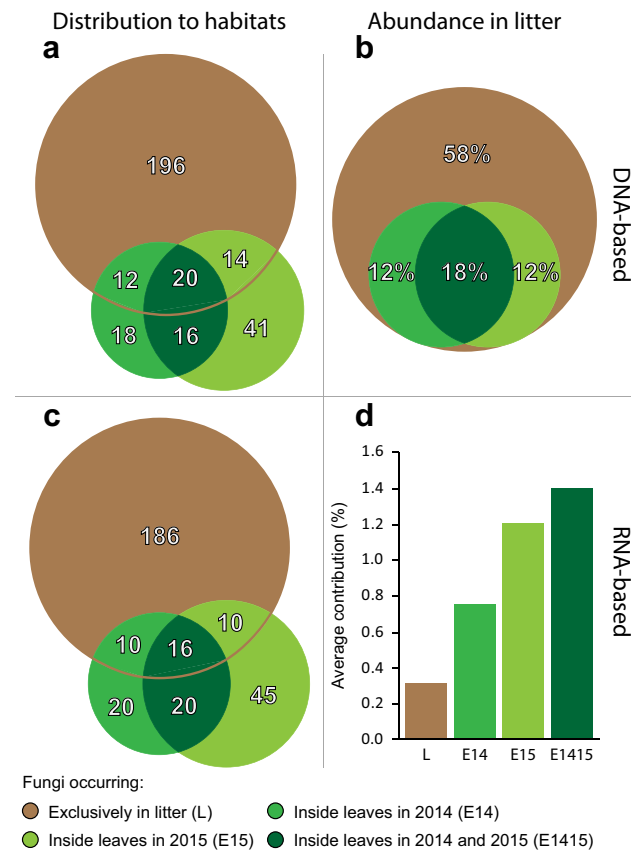 Distribution to habitats
Abundance in litter
a
196
12
20
14
18
16
41
b
58%
12%
18%
12%
DNA-based
c
186
10
16
10
20
20
45
d
Average contribution (%)
1.6
1.4
1.2
1.0
0.8
0.6
0.4
0.2
0.0
L E14 E15 E1415
RNA-based
Fungi occurring:
Exclusively in litter (L)
Inside leaves in 2014 (E14)
Inside leaves in 2015 (E15)
Inside leaves in 2014 and 2015 (E1415)